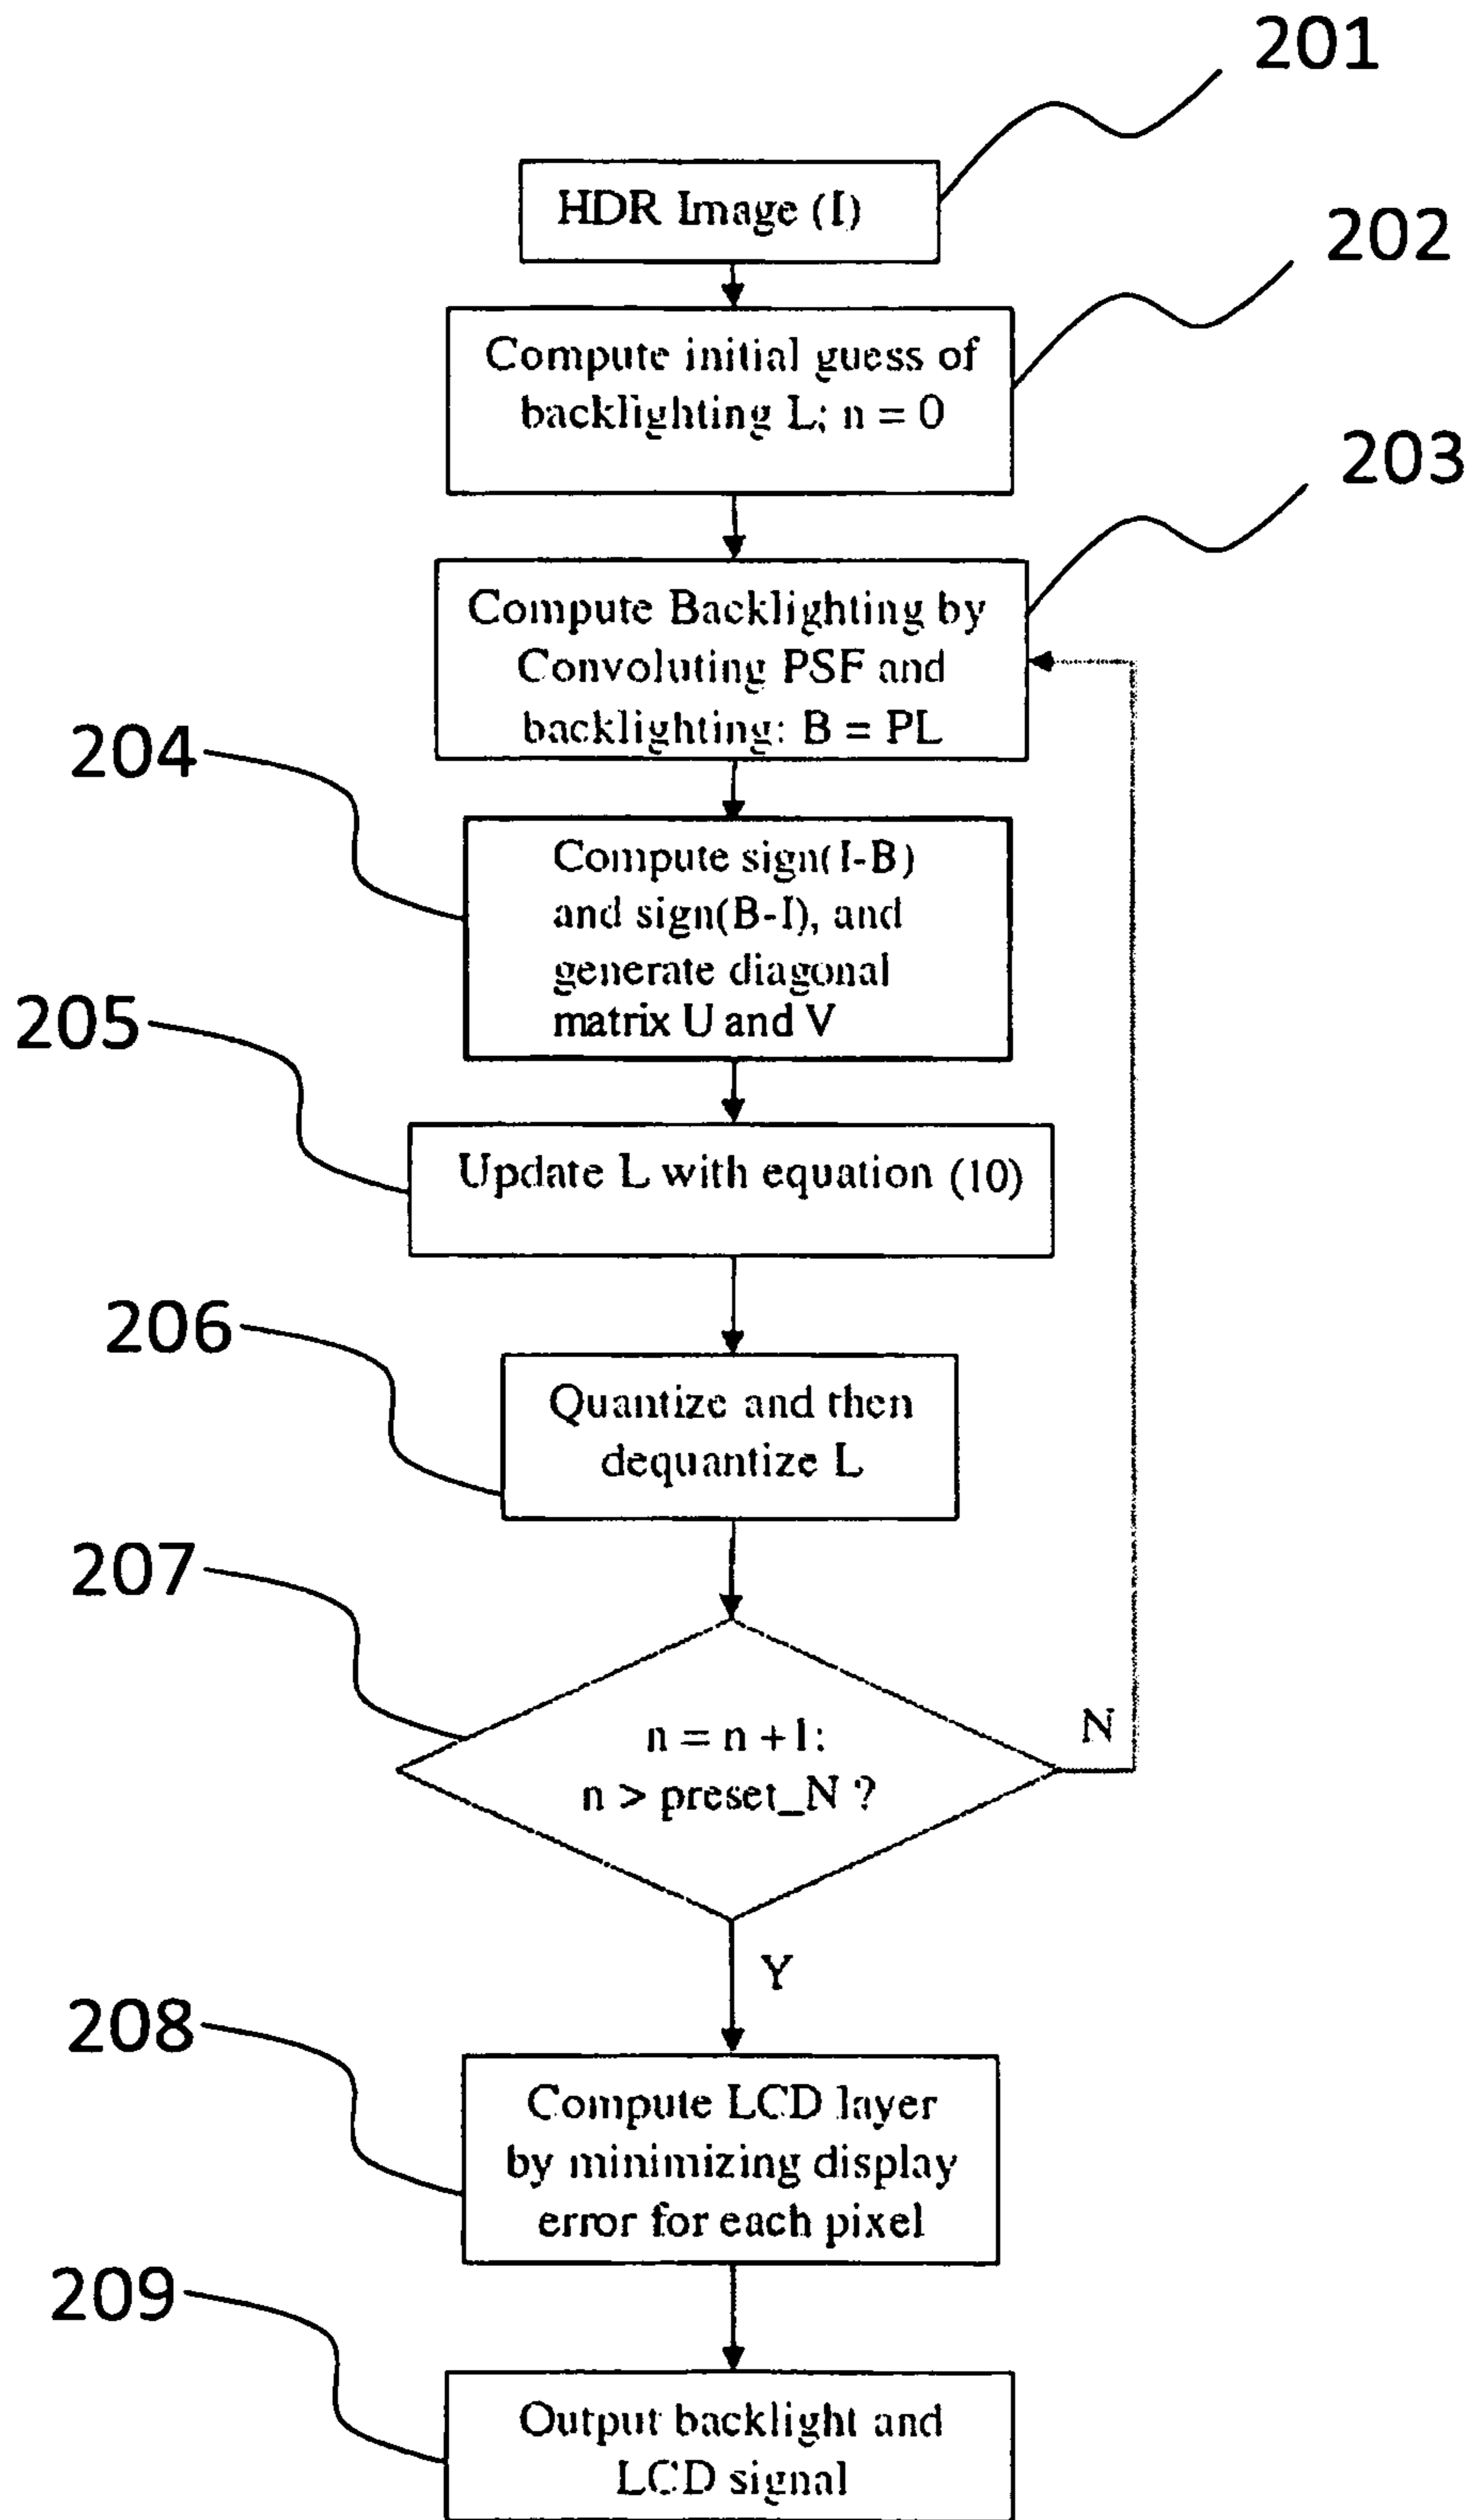 201
HDR Image (I)
202
Compute initial guess of
backlighting L; n = 0
203
Compute Backlighting by
Convoluting PSF and
backlighting: B = PL
204
Compute sign(I-B)
and sign(B-I), and
generate diagonal
matrix U and V
205
Update L with equation (10)
206
Quantize and then
dequantize L
207
n = n + 1:
n > preset_N ?
N
Y
208
Compute LCD layer
by minimizing display
error for each pixel
209
Output backlight and
LCD signal